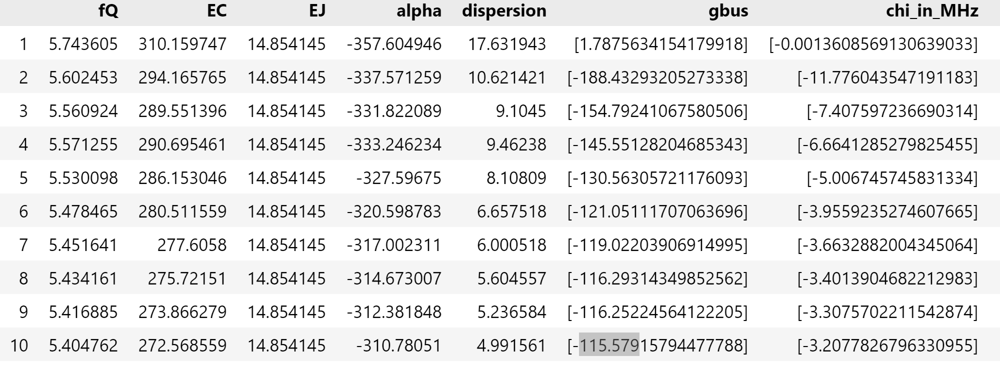 fQ EC EJ alpha dispersion gbus chi_in_MHz
1 5.743605 310.159747 14.854145 -357.604946 17.631943 [1.7875634154179918] [-0.0013608569130639033]
2 5.602453 294.165765 14.854145 -337.571259 10.621421 [-188.43293205273338] [-11.776043547191183]
3 5.560924 289.551396 14.854145 -331.822089 9.1045 [-154.79241067580506] [-7.407597236690314]
4 5.571255 290.695461 14.854145 -333.246234 9.46238 [-145.55128204685343] [-6.6641285279825455]
5 5.530098 286.153046 14.854145 -327.59675 8.10809 [-130.56305721176093] [-5.006745745831334]
6 5.478465 280.511559 14.854145 -320.598783 6.657518 [-121.05111707063696] [-3.9559235274607665]
7 5.451641 277.6058 14.854145 -317.002311 6.000518 [-119.02203906914995] [-3.6632882004345064]
8 5.434161 275.72151 14.854145 -314.673007 5.604557 [-116.29314349852562] [-3.4013904682212983]
9 5.416885 273.866279 14.854145 -312.381848 5.236584 [-116.25224564122205] [-3.3075702211542874]
10 5.404762 272.568559 14.854145 -310.78051 4.991561 [-115.57915794477788] [-3.2077826796330955]